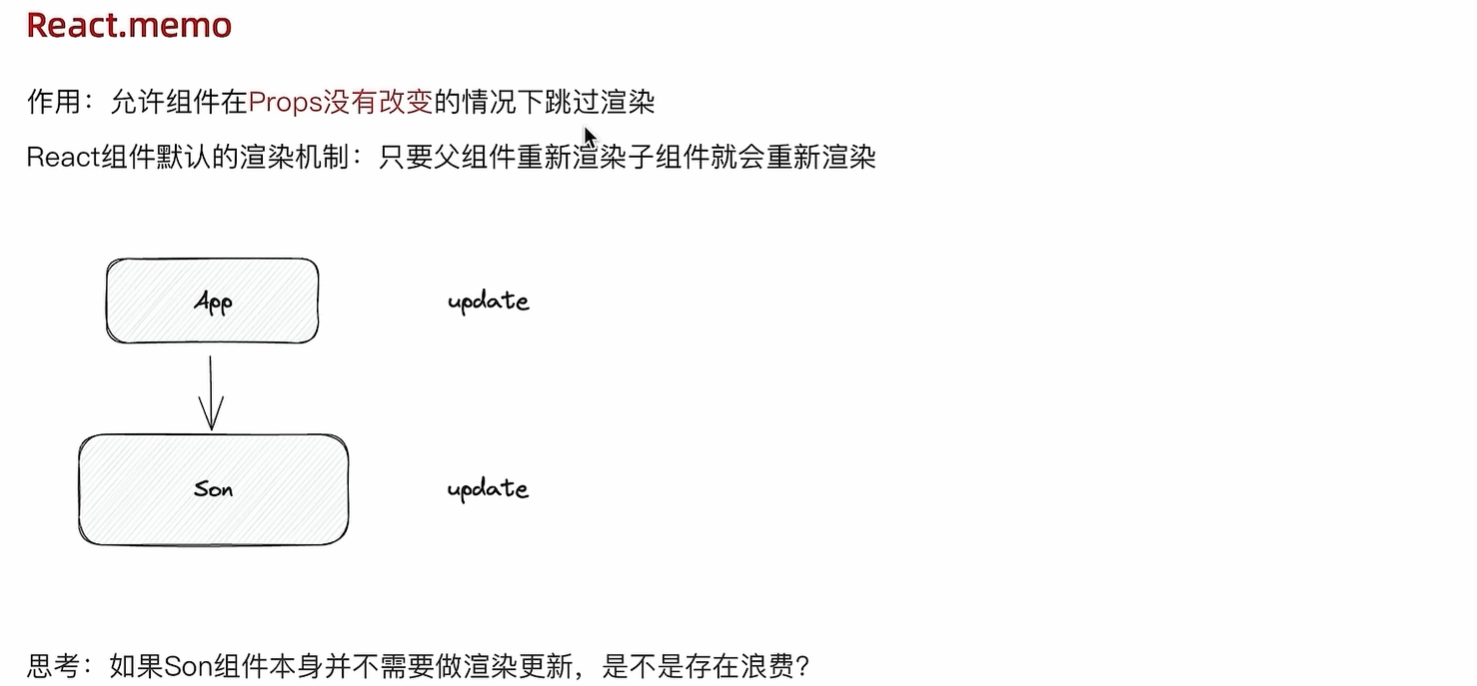 React.memo
作用：允许组件在Props没有改变的情况下跳过渲染
React组件默认的渲染机制：只要父组件重新渲染子组件就会重新渲染
App update
Son update
思考：如果Son组件本身并不需要做渲染更新，是不是存在浪费？